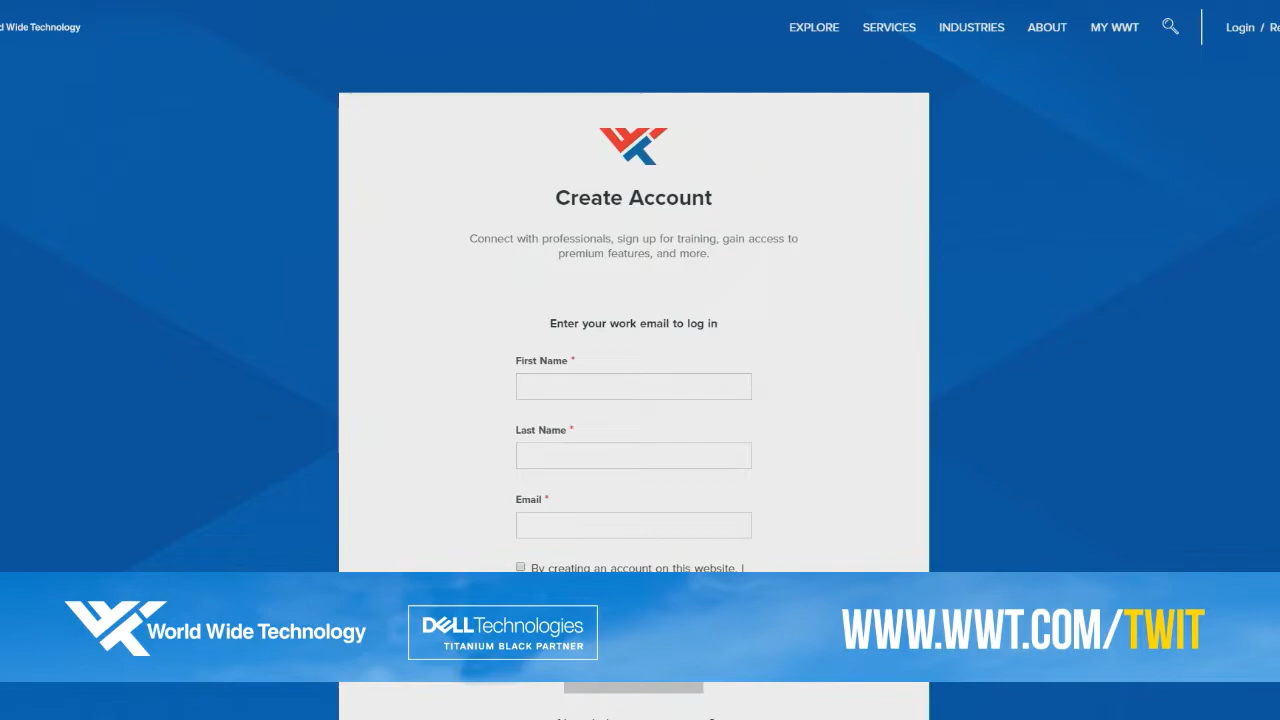 d Wide Technology
EXPLORE SERVICES INDUSTRIES ABOUT MY WWT Login / Re
Create Account
Connect with professionals, sign up for training, gain access to
premium features, and more.
Enter your work email to log in
First Name *
Last Name *
Email *
By creating an account on this website, I
World Wide Technology
DELLTechnologies
TITANIUM BLACK PARTNER
WWW.WWT.COM/TWIT